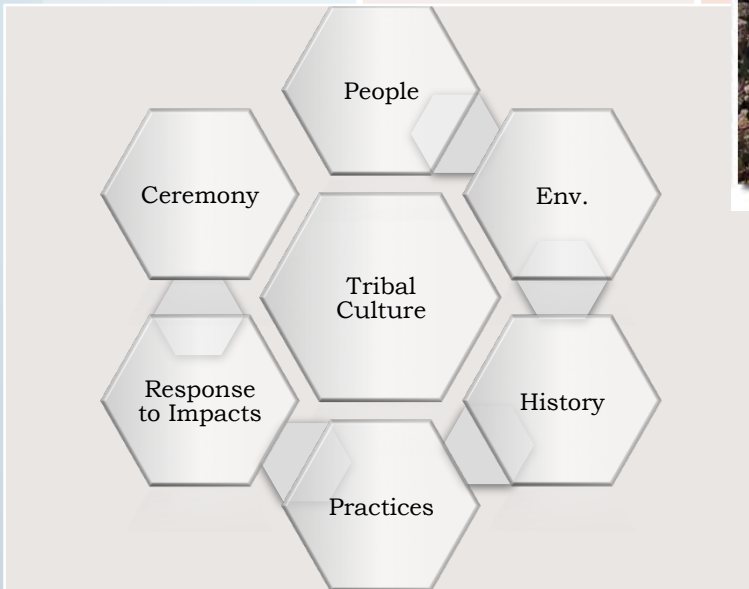 People
Ceremony
Env.
Tribal
Culture
Response
to Impacts
History
Practices